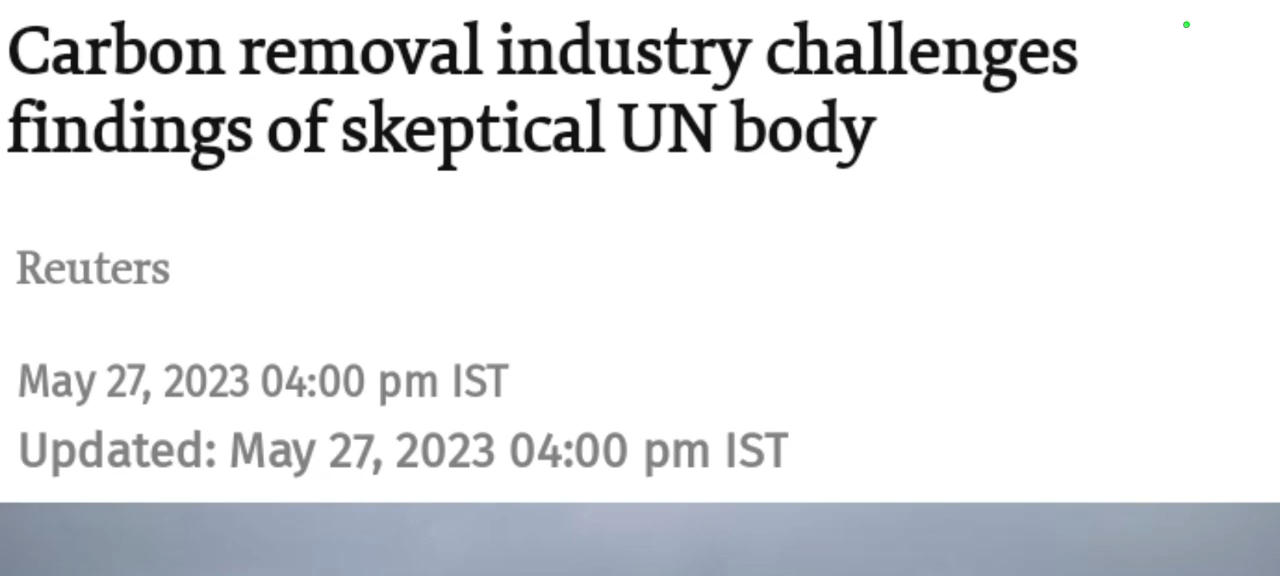 Carbon removal industry challenges
findings of skeptical UN body
Reuters
May 27, 2023 04:00 pm IST
Updated: May 27, 2023 04:00 pm IST